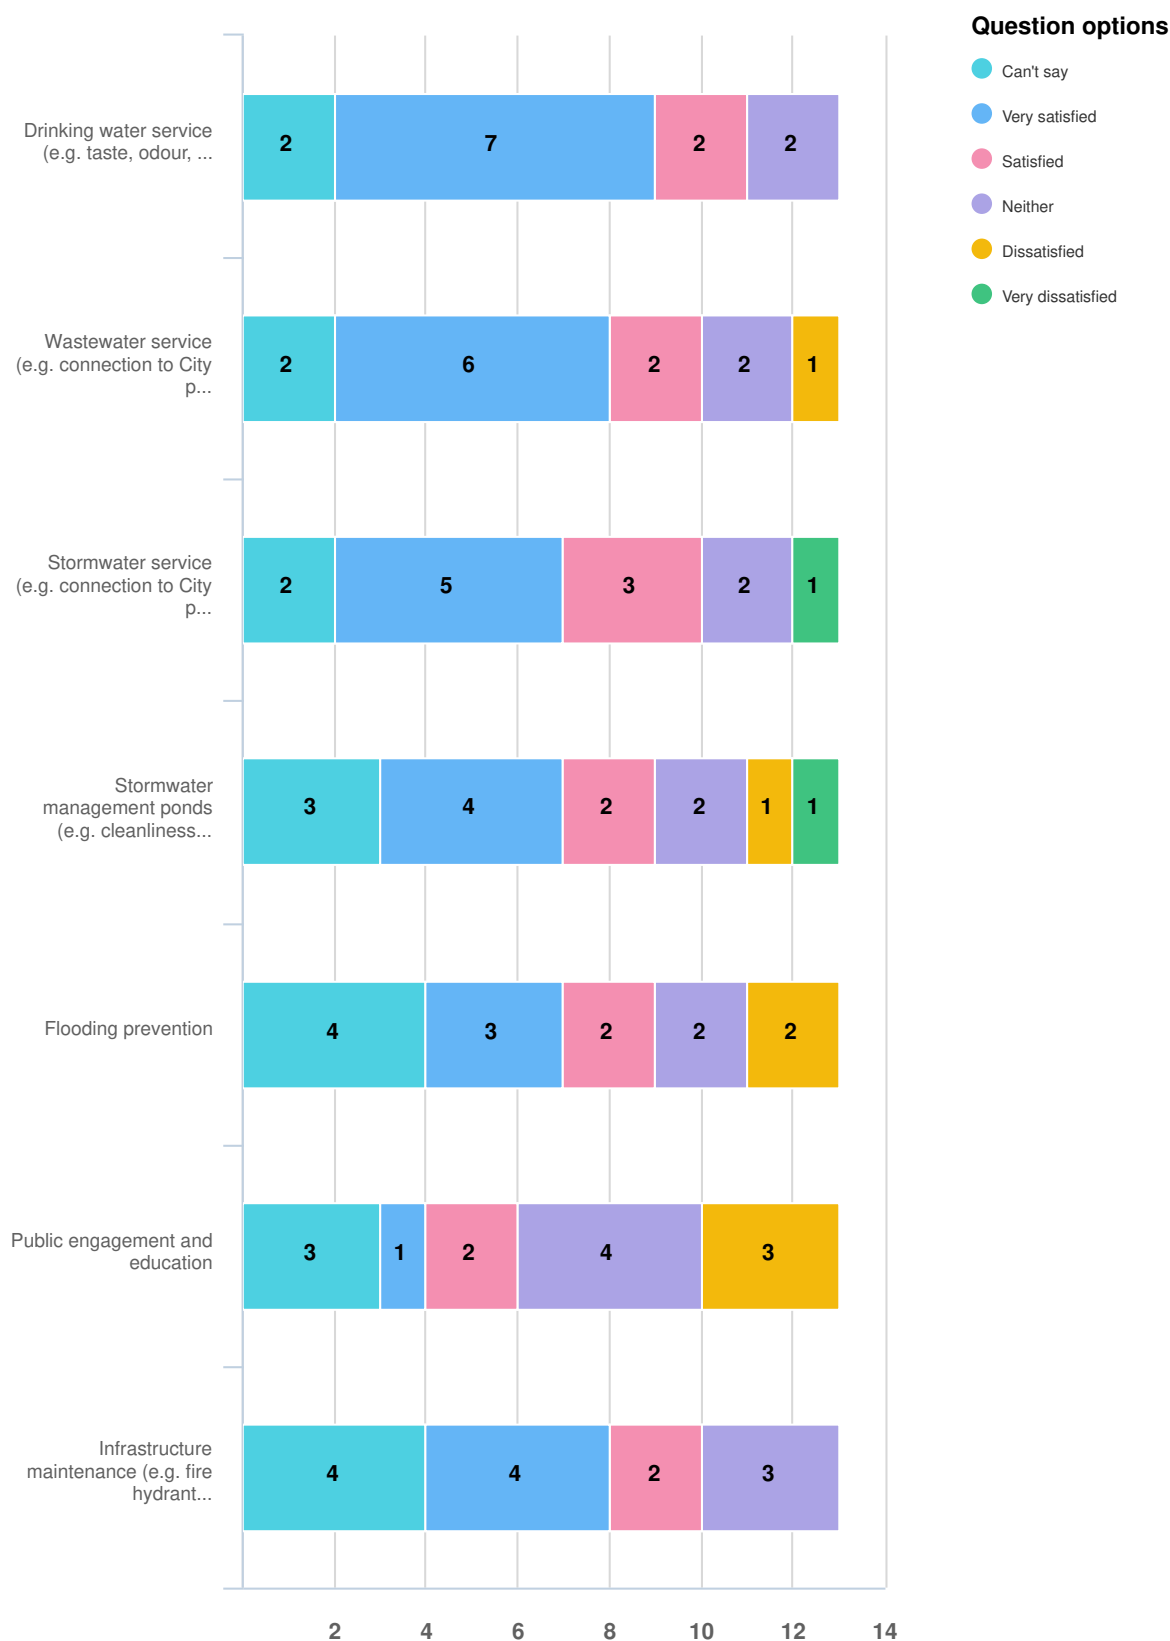 Question options
Can't say
Very satisfied
Satisfied
Neither
Dissatisfied
Very dissatisfied
Drinking water service
(e.g. taste, odour, ...
2
7
2
2
Wastewater service
(e.g. connection to City
p...
2
6
2
2
1
Stormwater service
(e.g. connection to City
p...
2
5
3
2
1
Stormwater
management ponds
(e.g. cleanliness...
3
4
2
2
1
1
Flooding prevention
4
3
2
2
2
Public engagement and
education
3
1
2
4
3
Infrastructure
maintenance (e.g. fire
hydrant...
4
4
2
3
2
4
6
8
10
12
14